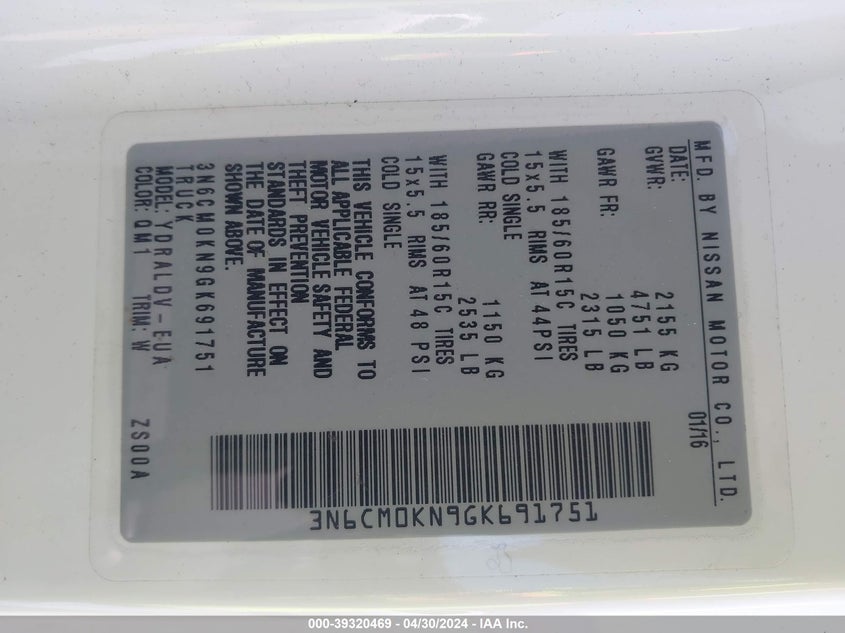 MFD. BY NISSAN MOTOR CO., LTD.
DATE: 01/16
GVWR: 2155 KG
4751 LB
GAWR FR: 1050 KG
2315 LB
WITH 185/60R15C TIRES
15x5.5 RIMS AT 44PSI
COLD SINGLE
GAWR RR: 1150 KG
2535 LB
WITH 185/60R15C TIRES
15x5.5 RIMS AT 48 PSI
COLD SINGLE
THIS VEHICLE CONFORMS TO
ALL APPLICABLE FEDERAL
MOTOR VEHICLE SAFETY AND
THEFT PREVENTION
STANDARDS IN EFFECT ON
THE DATE OF MANUFACTURE
SHOWN ABOVE.
3N6CM0KN9GK691751
TRUCK
MODEL: YDRALDV-EUA
COLOR: QM1 TRIM: W ZS00A
3N6CM0KN9GK691751
000-39320469 - 04/30/2024 - IAA Inc.